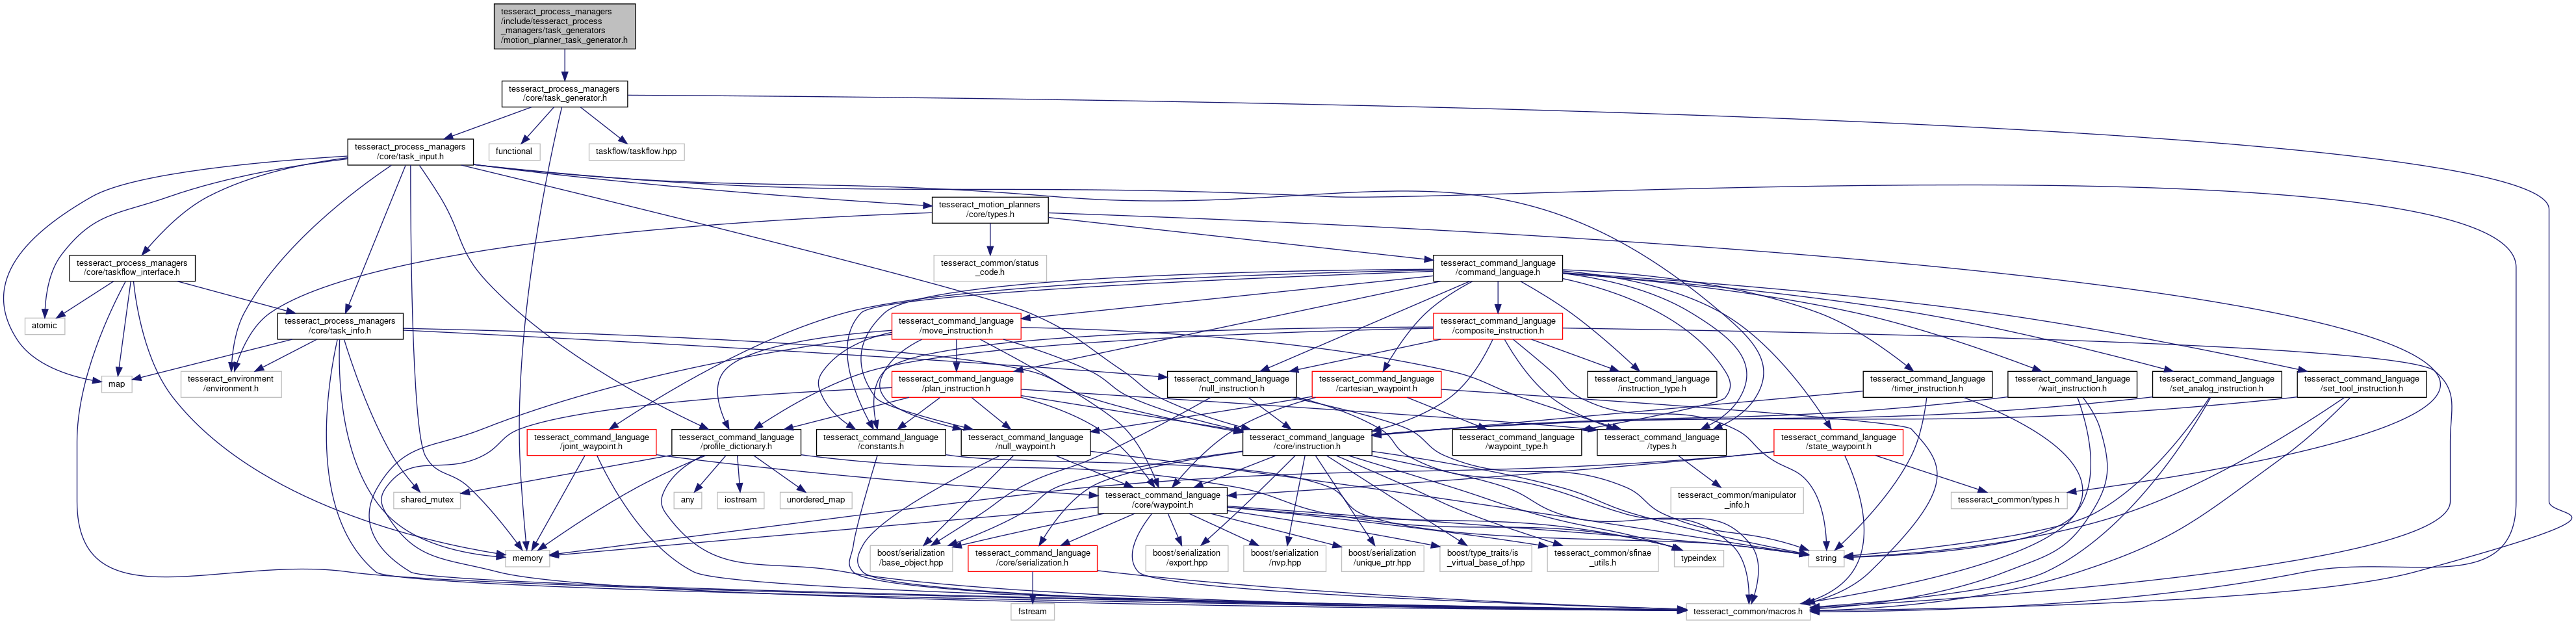 tesseract_process_managers
/include/tesseract_process
_managers/task_generators
/motion_planner_task_generator.h
tesseract_process_managers
/core/task_generator.h
tesseract_process_managers
/core/task_input.h
functional
taskflow/taskflow.hpp
tesseract_motion_planners
/core/types.h
tesseract_process_managers
/core/taskflow_interface.h
tesseract_common/status
_code.h
tesseract_command_language
/command_language.h
atomic
tesseract_process_managers
/core/task_info.h
tesseract_command_language
/move_instruction.h
tesseract_command_language
/composite_instruction.h
map
tesseract_environment
/environment.h
tesseract_command_language
/plan_instruction.h
tesseract_command_language
/null_instruction.h
tesseract_command_language
/cartesian_waypoint.h
tesseract_command_language
/instruction_type.h
tesseract_command_language
/timer_instruction.h
tesseract_command_language
/wait_instruction.h
tesseract_command_language
/set_analog_instruction.h
tesseract_command_language
/set_tool_instruction.h
tesseract_command_language
/joint_waypoint.h
tesseract_command_language
/profile_dictionary.h
tesseract_command_language
/constants.h
tesseract_command_language
/null_waypoint.h
tesseract_command_language
/core/instruction.h
tesseract_command_language
/waypoint_type.h
tesseract_command_language
/types.h
tesseract_command_language
/state_waypoint.h
shared_mutex
any
iostream
unordered_map
tesseract_command_language
/core/waypoint.h
tesseract_common/manipulator
_info.h
tesseract_common/types.h
memory
boost/serialization
/base_object.hpp
tesseract_command_language
/core/serialization.h
boost/serialization
/export.hpp
boost/serialization
/nvp.hpp
boost/serialization
/unique_ptr.hpp
boost/type_traits/is
_virtual_base_of.hpp
tesseract_common/sfinae
_utils.h
typeindex
string
fstream
tesseract_common/macros.h